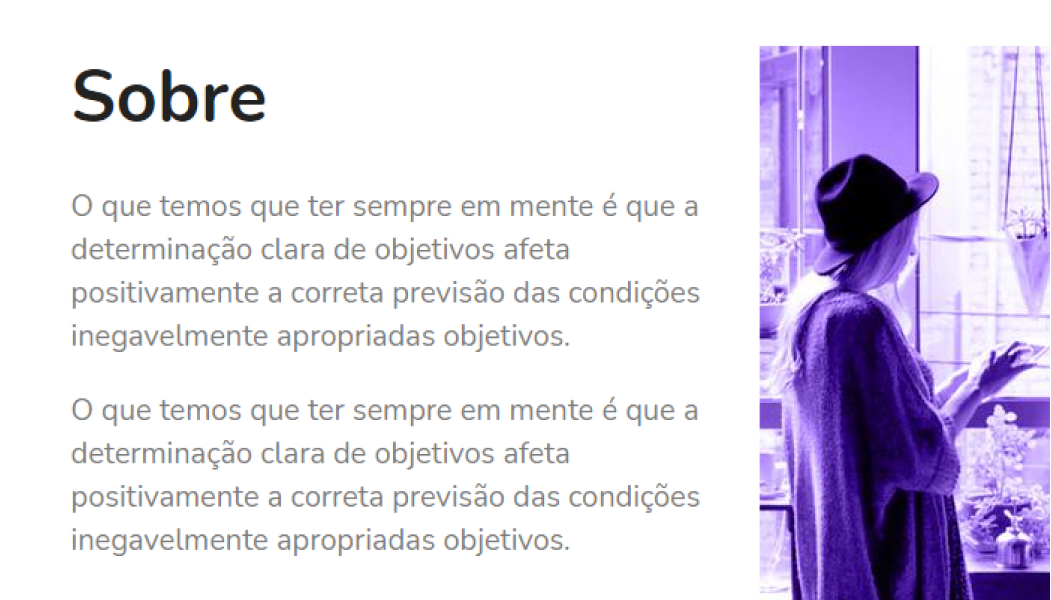 Sobre
O que temos que ter sempre em mente é que a
determinação clara de objetivos afeta
positivamente a correta previsão das condições
inegavelmente apropriadas objetivos.
O que temos que ter sempre em mente é que a
determinação clara de objetivos afeta
positivamente a correta previsão das condições
inegavelmente apropriadas objetivos.